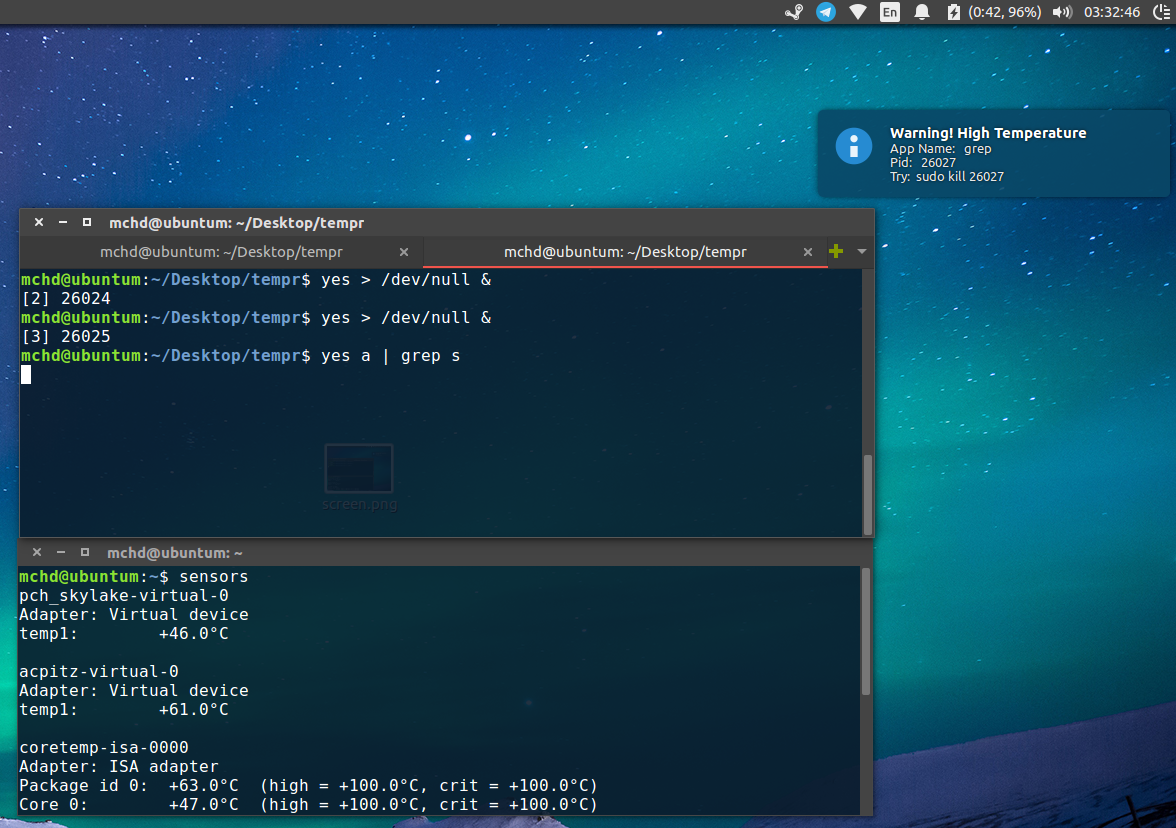 En (0:42, 96%) 03:32:46
Warning! High Temperature
App Name: grep
Pid: 26027
Try: sudo kill 26027
mchd@ubuntum: ~/Desktop/tempr
mchd@ubuntum: ~/Desktop/tempr mchd@ubuntum: ~/Desktop/tempr
mchd@ubuntum:~/Desktop/tempr$ yes > /dev/null &
[2] 26024
mchd@ubuntum:~/Desktop/tempr$ yes > /dev/null &
[3] 26025
mchd@ubuntum:~/Desktop/tempr$ yes a | grep s
screen.png
mchd@ubuntum: ~
mchd@ubuntum:~$ sensors
pch_skylake-virtual-0
Adapter: Virtual device
temp1: +46.0°C
acpitz-virtual-0
Adapter: Virtual device
temp1: +61.0°C
coretemp-isa-0000
Adapter: ISA adapter
Package id 0: +63.0°C (high = +100.0°C, crit = +100.0°C)
Core 0: +47.0°C (high = +100.0°C, crit = +100.0°C)